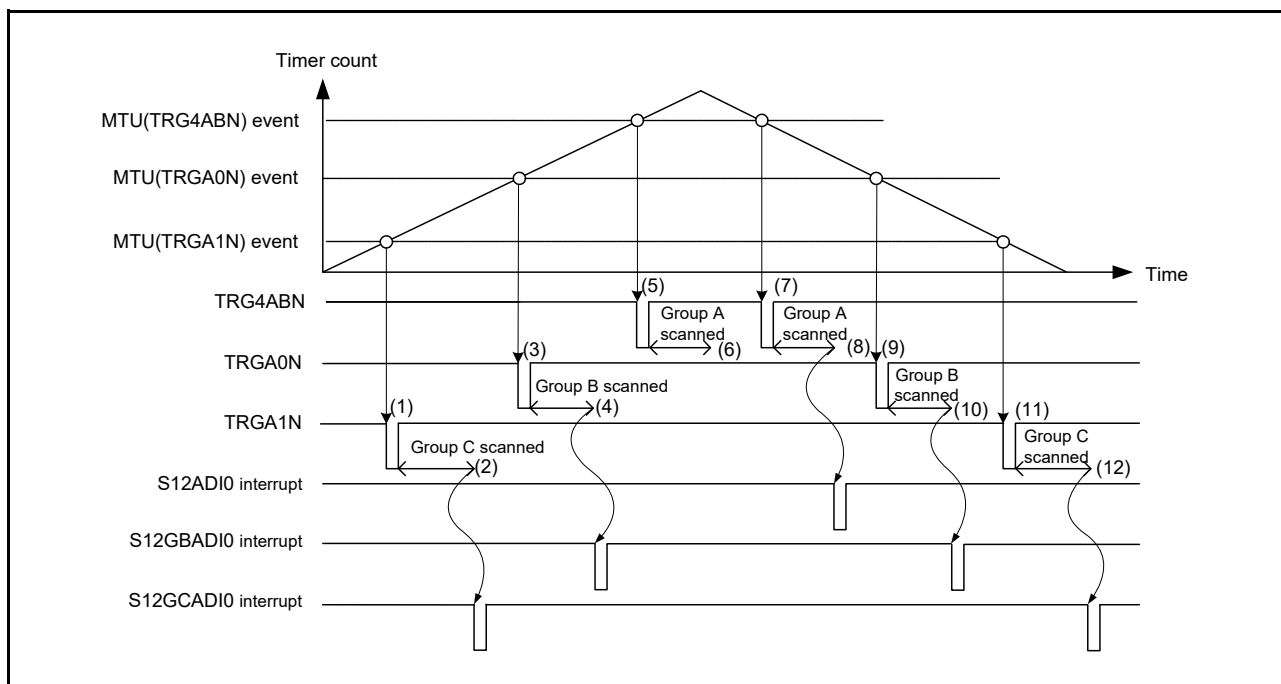 Timer count
MTU(TRG4ABN) event
MTU(TRGA0N) event
MTU(TRGA1N) event
Time
TRG4ABN
(5)
(7)
Group A
scanned
Group A
scanned
(6)
(8)
(9)
TRGA0N
(3)
Group B scanned
(4)
Group B
scanned
(10)
(11)
TRGA1N
(1)
Group C scanned
(2)
Group C
scanned
(12)
S12ADI0 interrupt
S12GBADI0 interrupt
S12GCADI0 interrupt